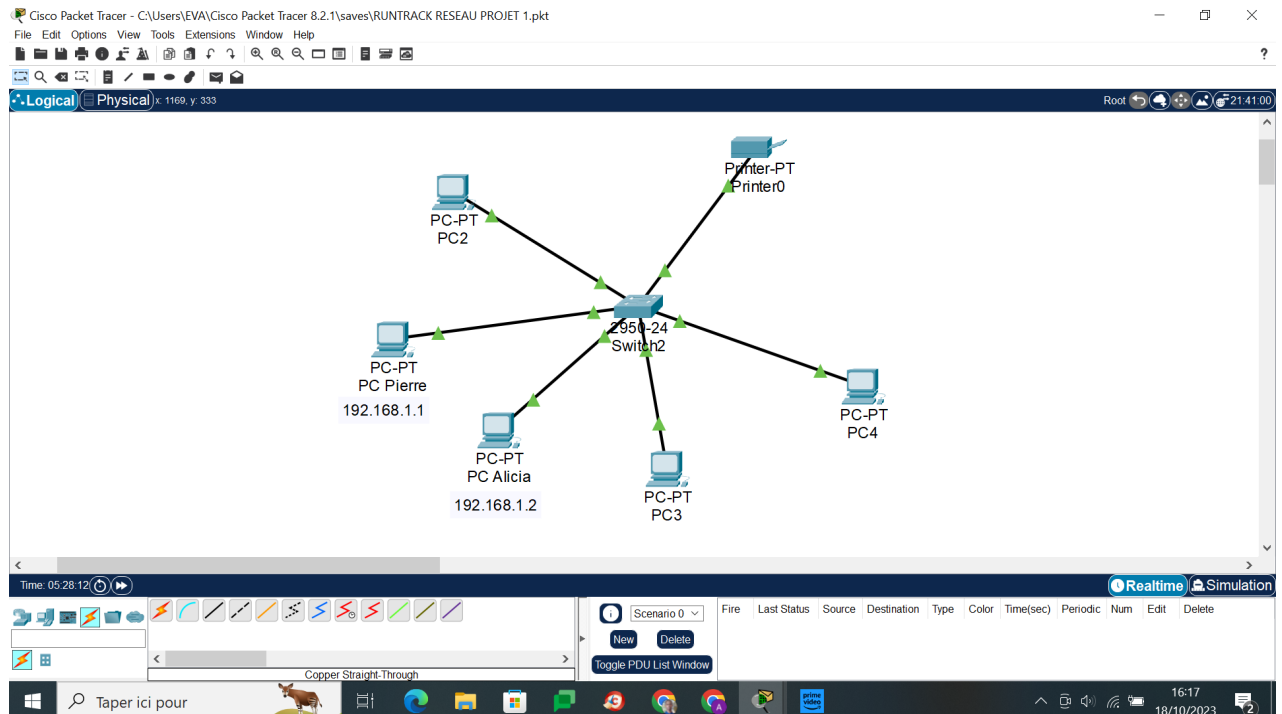 Cisco Packet Tracer - C:\Users\EVA\Cisco Packet Tracer 8.2.1\saves\RUNTRACK RESEAU PROJET 1.pkt
File Edit Options View Tools Extensions Window Help
?
Logical Physical x: 1169, y: 333 Root 21:41:00
Printer-PT
Printer0
PC-PT
PC2
2950-24
Switch2
PC-PT
PC Pierre
192.168.1.1
PC-PT
PC4
PC-PT
PC Alicia
192.168.1.2
PC-PT
PC3
Time: 05:28:12 Realtime Simulation
Scenario 0 Fire Last Status Source Destination Type Color Time(sec) Periodic Num Edit Delete
New Delete
Toggle PDU List Window
Copper Straight-Through
Taper ici pour
prime video
16:17
18/10/2023
2